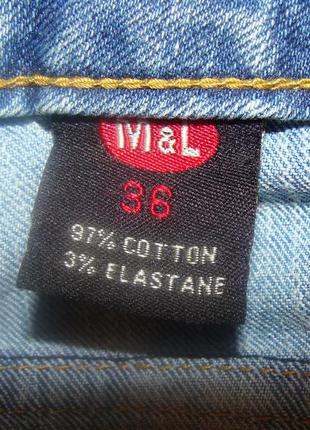 M&L
36
97% COTTON
3% ELASTANE